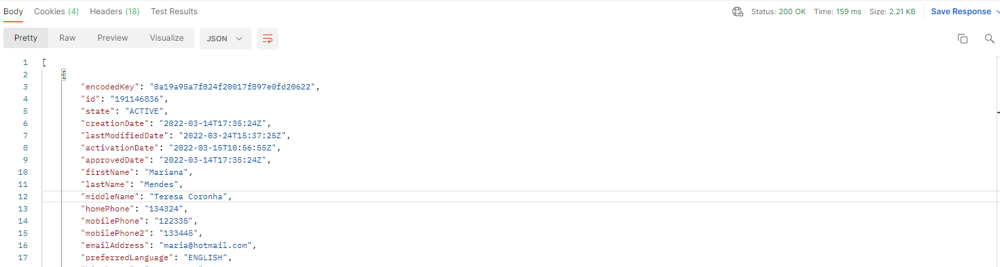 Body Cookies (4) Headers (18) Test Results Status: 200 OK Time: 159 ms Size: 2.21 KB Save Response
Pretty Raw Preview Visualize JSON
1 [
2 {
3 "encodedKey": "8a19a95a7f824f20017f897e0fd20622",
4 "id": "191146836",
5 "state": "ACTIVE",
6 "creationDate": "2022-03-14T17:35:24Z",
7 "lastModifiedDate": "2022-03-24T15:37:25Z",
8 "activationDate": "2022-03-15T10:56:55Z",
9 "approvedDate": "2022-03-14T17:35:24Z",
10 "firstName": "Mariana",
11 "lastName": "Mendes",
12 "middleName": "Teresa Coronha",
13 "homePhone": "134324",
14 "mobilePhone": "122335",
15 "mobilePhone2": "133445",
16 "emailAddress": "maria@hotmail.com",
17 "preferredLanguage": "ENGLISH",